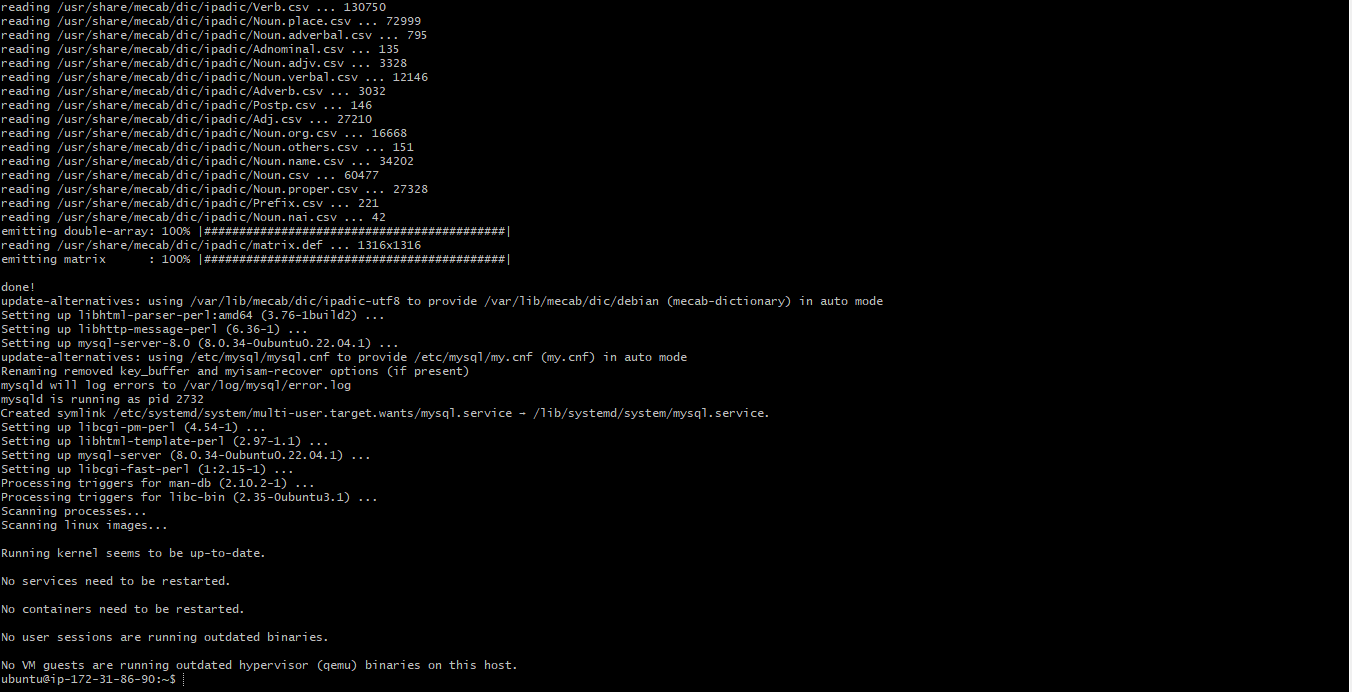 reading /usr/share/mecab/dic/ipadic/Verb.csv ... 130750
reading /usr/share/mecab/dic/ipadic/Noun.place.csv ... 72999
reading /usr/share/mecab/dic/ipadic/Noun.adverbal.csv ... 795
reading /usr/share/mecab/dic/ipadic/Adnominal.csv ... 135
reading /usr/share/mecab/dic/ipadic/Noun.adjv.csv ... 3328
reading /usr/share/mecab/dic/ipadic/Noun.verbal.csv ... 12146
reading /usr/share/mecab/dic/ipadic/Adverb.csv ... 3032
reading /usr/share/mecab/dic/ipadic/Postp.csv ... 146
reading /usr/share/mecab/dic/ipadic/Adj.csv ... 27210
reading /usr/share/mecab/dic/ipadic/Noun.org.csv ... 16668
reading /usr/share/mecab/dic/ipadic/Noun.others.csv ... 151
reading /usr/share/mecab/dic/ipadic/Noun.name.csv ... 34202
reading /usr/share/mecab/dic/ipadic/Noun.csv ... 60477
reading /usr/share/mecab/dic/ipadic/Noun.proper.csv ... 27328
reading /usr/share/mecab/dic/ipadic/Prefix.csv ... 221
reading /usr/share/mecab/dic/ipadic/Noun.nai.csv ... 42
emitting double-array: 100% |###########################################|
reading /usr/share/mecab/dic/ipadic/matrix.def ... 1316x1316
emitting matrix      : 100% |###########################################|
done!
update-alternatives: using /var/lib/mecab/dic/ipadic-utf8 to provide /var/lib/mecab/dic/debian (mecab-dictionary) in auto mode
Setting up libhtml-parser-perl:amd64 (3.76-1build2) ...
Setting up libhttp-message-perl (6.36-1) ...
Setting up mysql-server-8.0 (8.0.34-0ubuntu0.22.04.1) ...
update-alternatives: using /etc/mysql/mysql.cnf to provide /etc/mysql/my.cnf (my.cnf) in auto mode
Renaming removed key_buffer and myisam-recover options (if present)
mysqld will log errors to /var/log/mysql/error.log
mysqld is running as pid 2732
Created symlink /etc/systemd/system/multi-user.target.wants/mysql.service → /lib/systemd/system/mysql.service.
Setting up libcgi-pm-perl (4.54-1) ...
Setting up libhtml-template-perl (2.97-1.1) ...
Setting up mysql-server (8.0.34-0ubuntu0.22.04.1) ...
Setting up libcgi-fast-perl (1:2.15-1) ...
Processing triggers for man-db (2.10.2-1) ...
Processing triggers for libc-bin (2.35-0ubuntu3.1) ...
Scanning processes...
Scanning linux images...
Running kernel seems to be up-to-date.
No services need to be restarted.
No containers need to be restarted.
No user sessions are running outdated binaries.
No VM guests are running outdated hypervisor (qemu) binaries on this host.
ubuntu@ip-172-31-86-90:~$